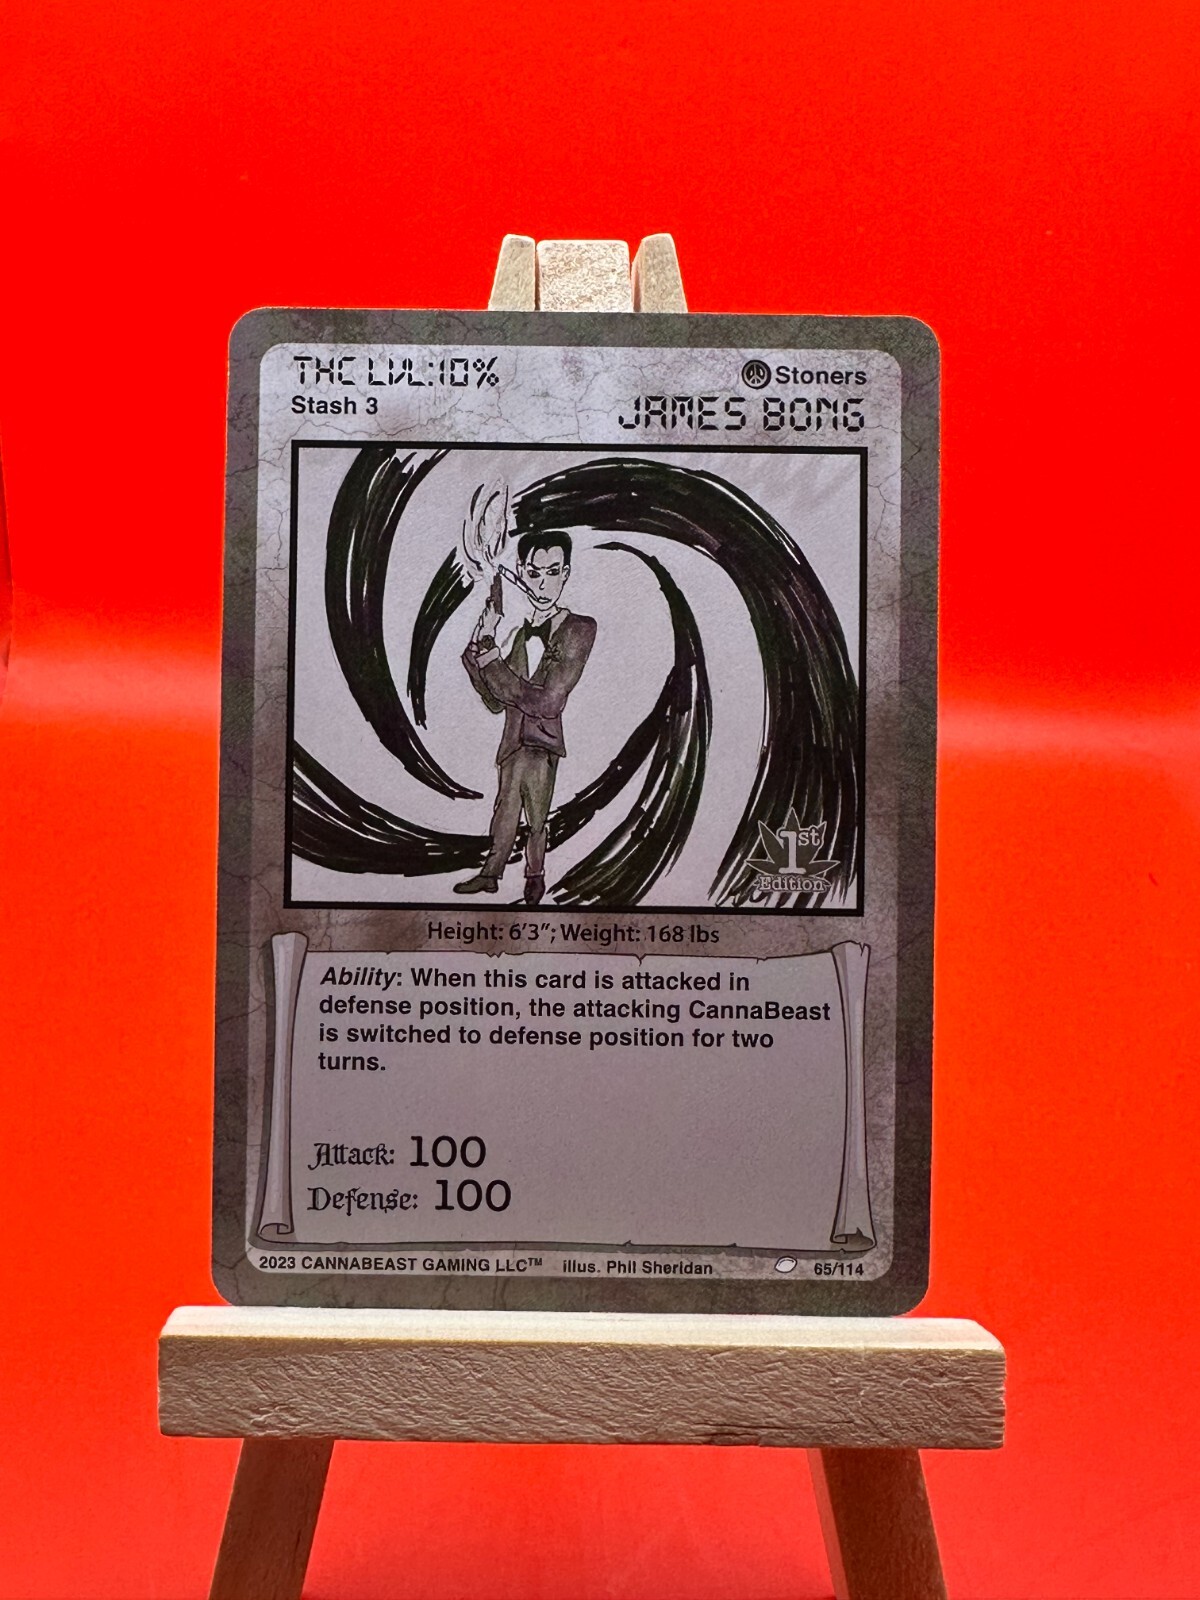 THC LVL:10%
Stoners
Stash 3
JAMES BONG
1st
Edition
Height: 6'3"; Weight: 168 lbs
Ability: When this card is attacked in
defense position, the attacking CannaBeast
is switched to defense position for two
turns.
Attack: 100
Defense: 100
2023 CANNABEAST GAMING LLC™ illus. Phil Sheridan 65/114